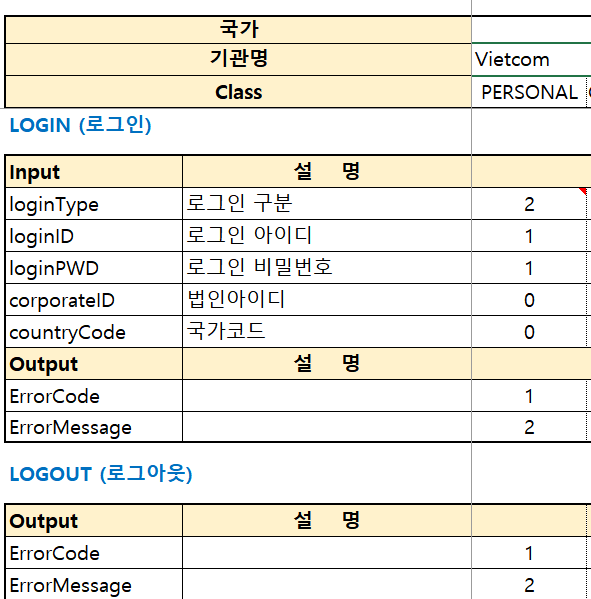 국가
기관명 Vietcom
Class PERSONAL
LOGIN (로그인)
Input 설 명
loginType 로그인 구분 2
loginID 로그인 아이디 1
loginPWD 로그인 비밀번호 1
corporateID 법인아이디 0
countryCode 국가코드 0
Output 설 명
ErrorCode 1
ErrorMessage 2
LOGOUT (로그아웃)
Output 설 명
ErrorCode 1
ErrorMessage 2